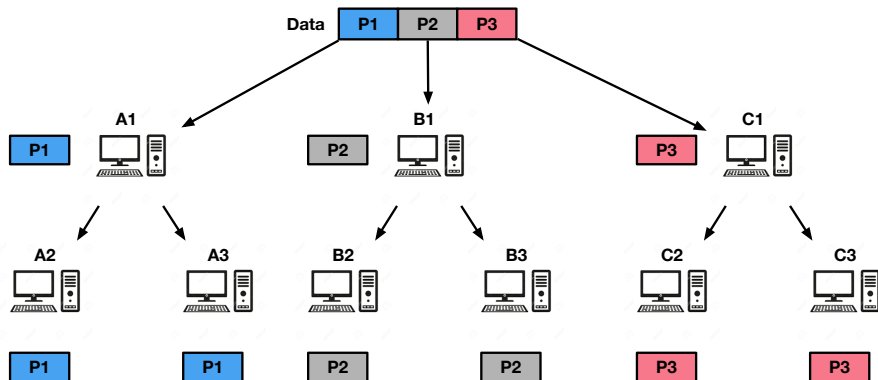 Data P1 P2 P3
A1 B1 C1
P1 P2 P3
A2 A3 B2 B3 C2 C3
P1 P1 P2 P2 P3 P3